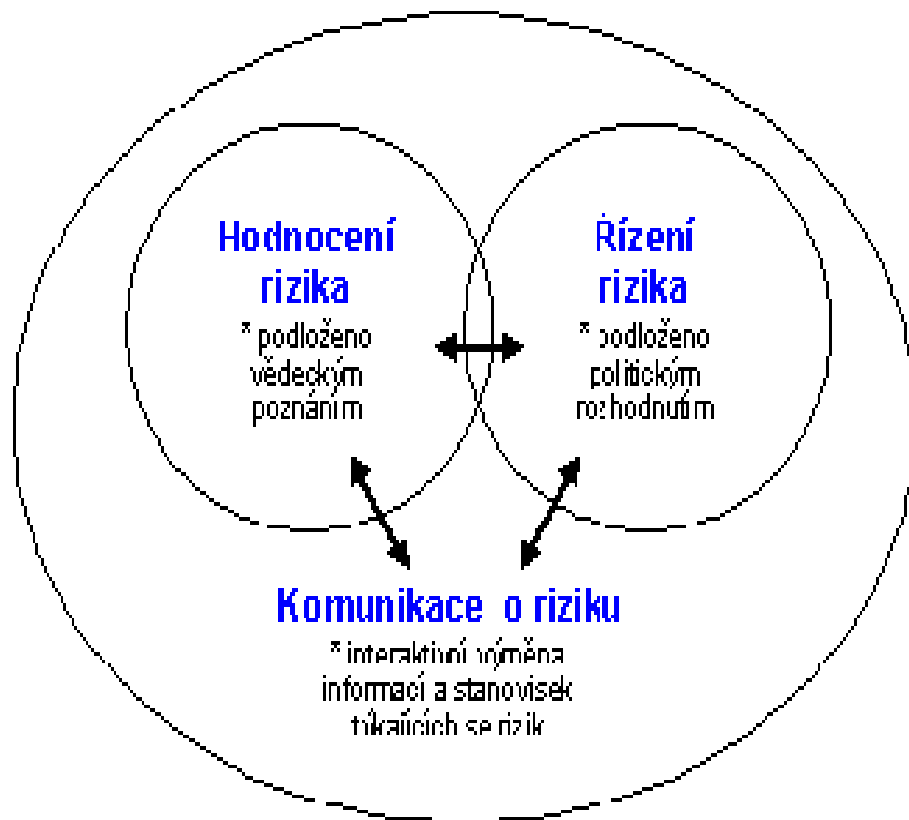 Hodnocení
rizika
* podloženo
vědeckým
poznáním
Řízení
rizika
* podloženo
politickým
rozhodnutím
Komunikace o riziku
* interaktivní výměna
informací a stanovisek
týkajících se rizik